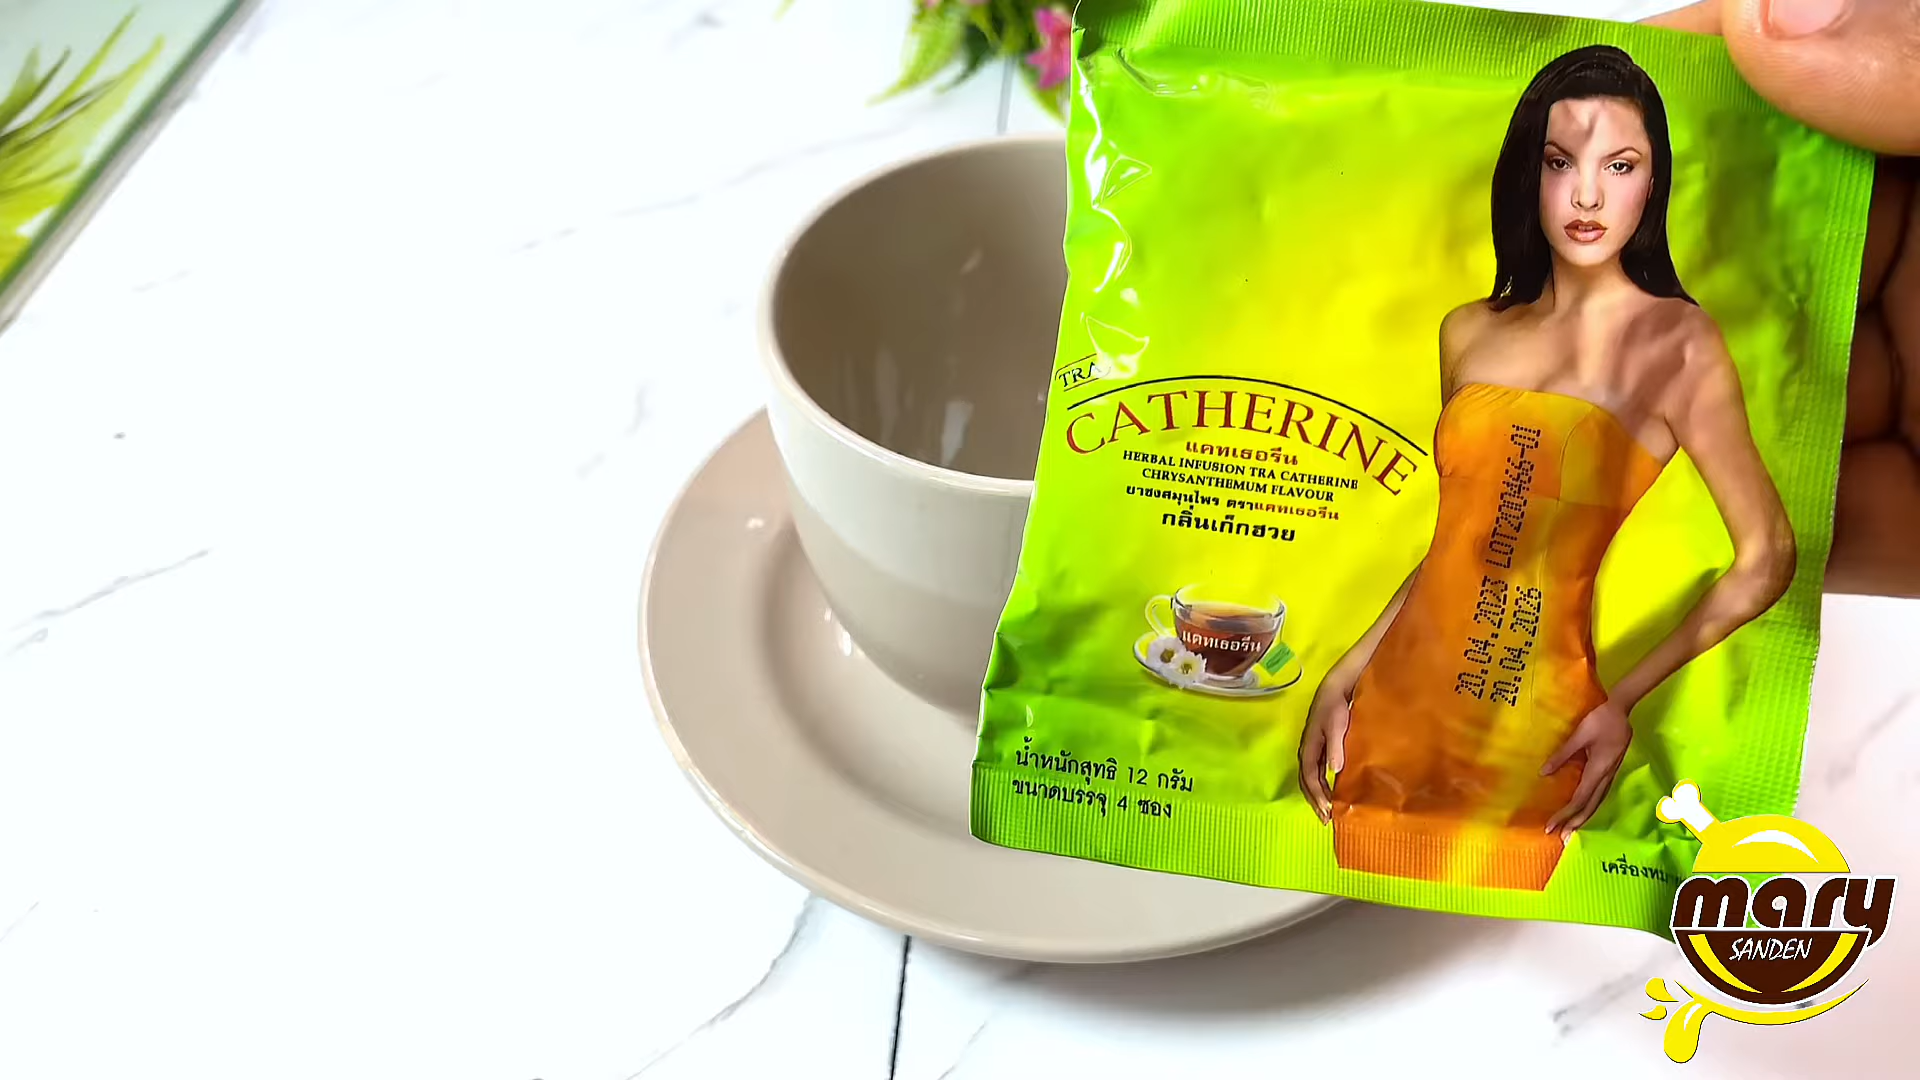 TRA
CATHERINE
แคทเธอรีน
HERBAL INFUSION TRA CATHERINE
CHRYSANTHEMUM FLAVOUR
ยาชงสมุนไพร ตราแคทเธอรีน
กลิ่นเก็กฮวย
แคทเธอรีน
น้ำหนักสุทธิ 12 กรัม
ขนาดบรรจุ 4 ซอง
20.04.2023 LOT220466-01
20.04.2026
mary
SANDEN